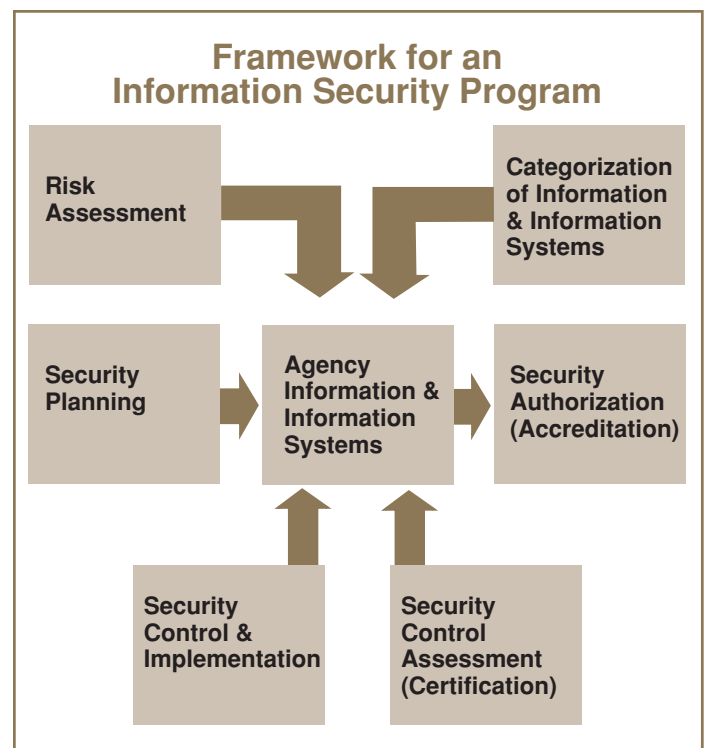 Framework for an
Information Security Program
Risk
Assessment
Categorization
of Information
& Information
Systems
Security
Planning
Agency
Information &
Information
Systems
Security
Authorization
(Accreditation)
Security
Control &
Implementation
Security
Control
Assessment
(Certification)